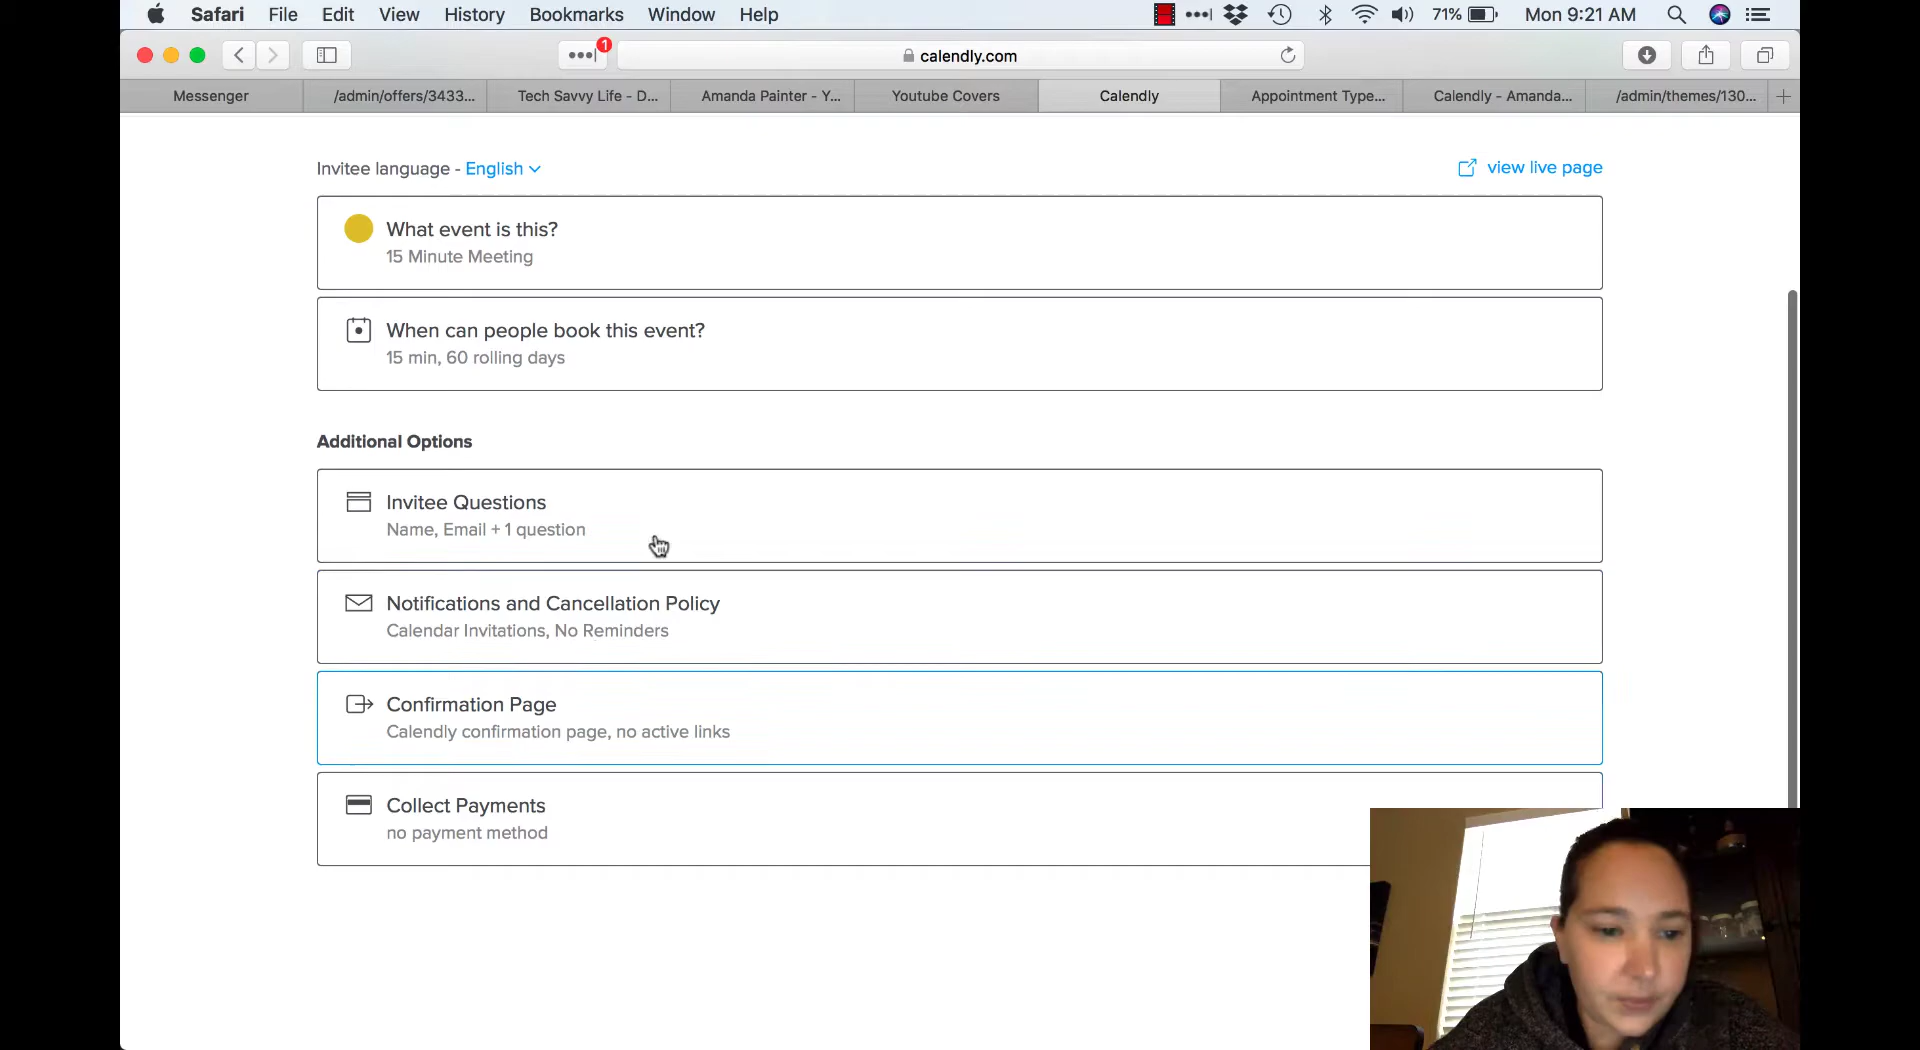 Safari File Edit View History Bookmarks Window Help 71% Mon 9:21 AM
1 calendly.com
Messenger /admin/offers/3433... Tech Savvy Life - D... Amanda Painter - Y... Youtube Covers Calendly Appointment Type... Calendly - Amanda... /admin/themes/130...
Invitee language - English view live page
What event is this?
15 Minute Meeting
When can people book this event?
15 min, 60 rolling days
Additional Options
Invitee Questions
Name, Email + 1 question
Notifications and Cancellation Policy
Calendar Invitations, No Reminders
Confirmation Page
Calendly confirmation page, no active links
Collect Payments
no payment method